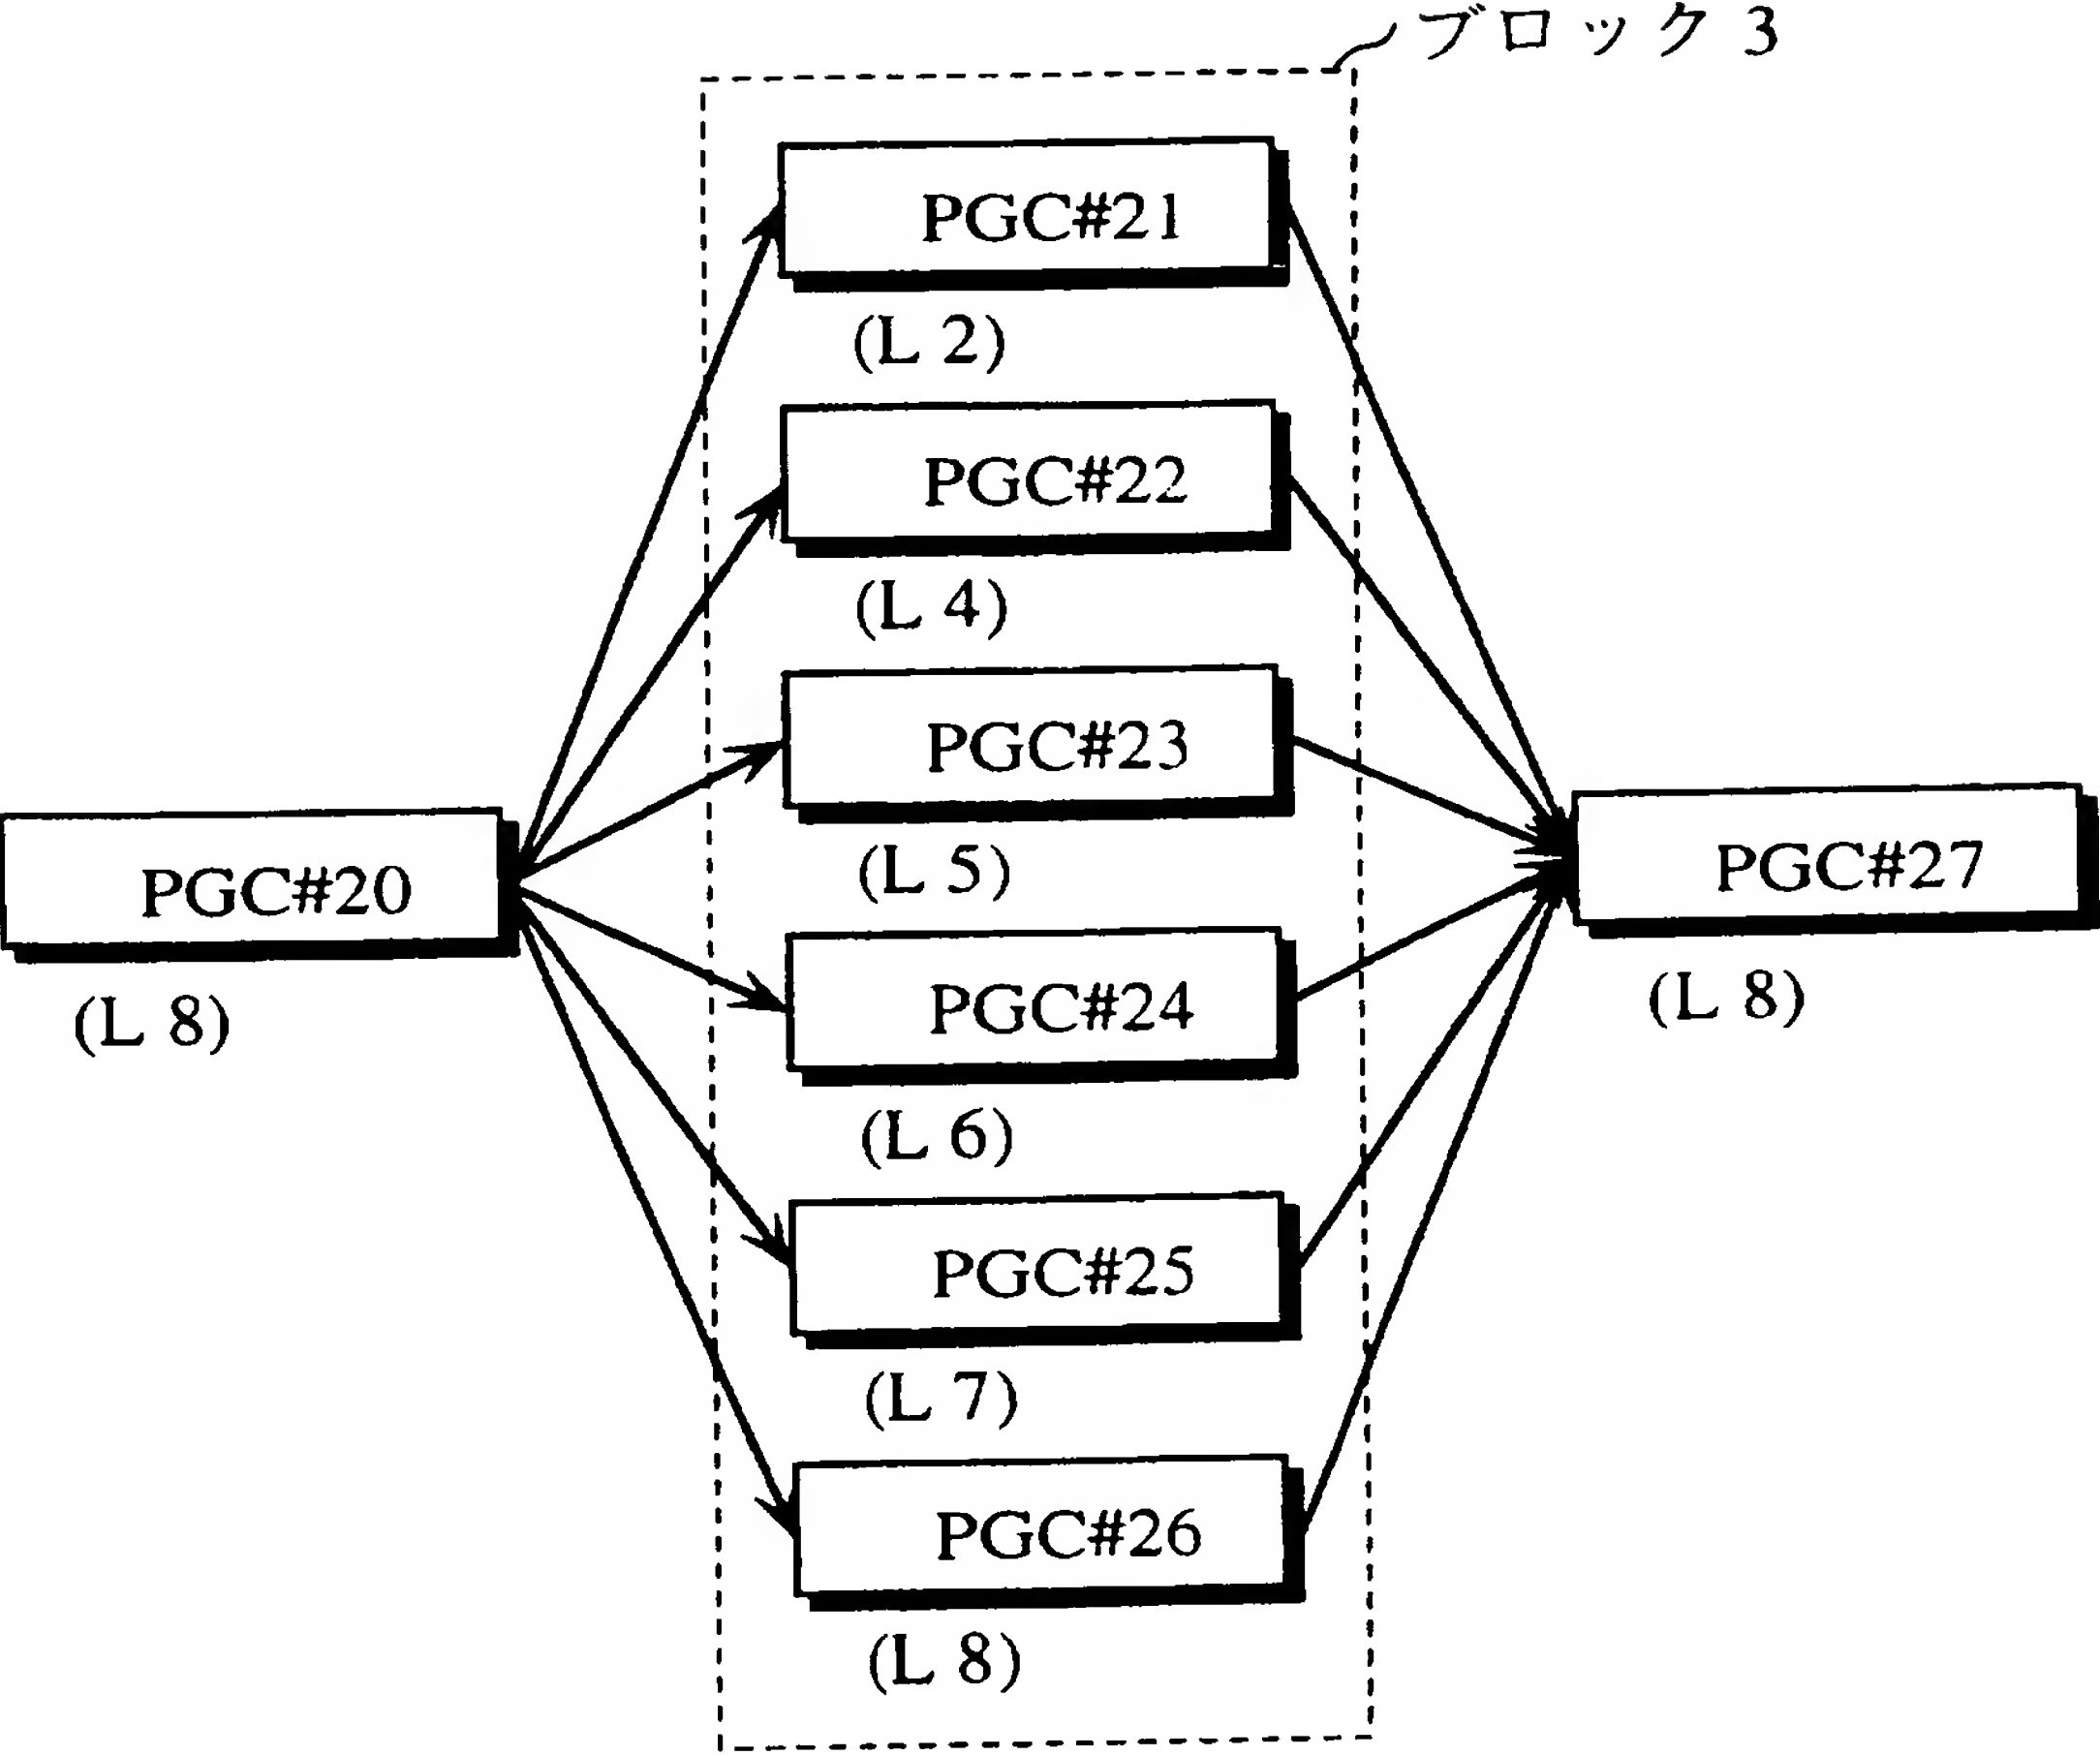 ブロック 3
PGC#21
(L 2)
PGC#22
(L 4)
PGC#23
(L 5)
PGC#20
(L 8)
PGC#27
(L 8)
PGC#24
(L 6)
PGC#25
(L 7)
PGC#26
(L 8)